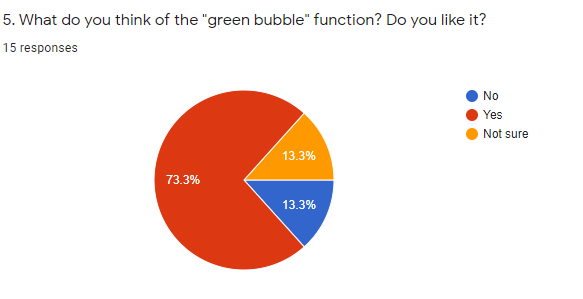 5. What do you think of the "green bubble" function? Do you like it?
15 responses
No
Yes
Not sure
13.3%
73.3%
13.3%